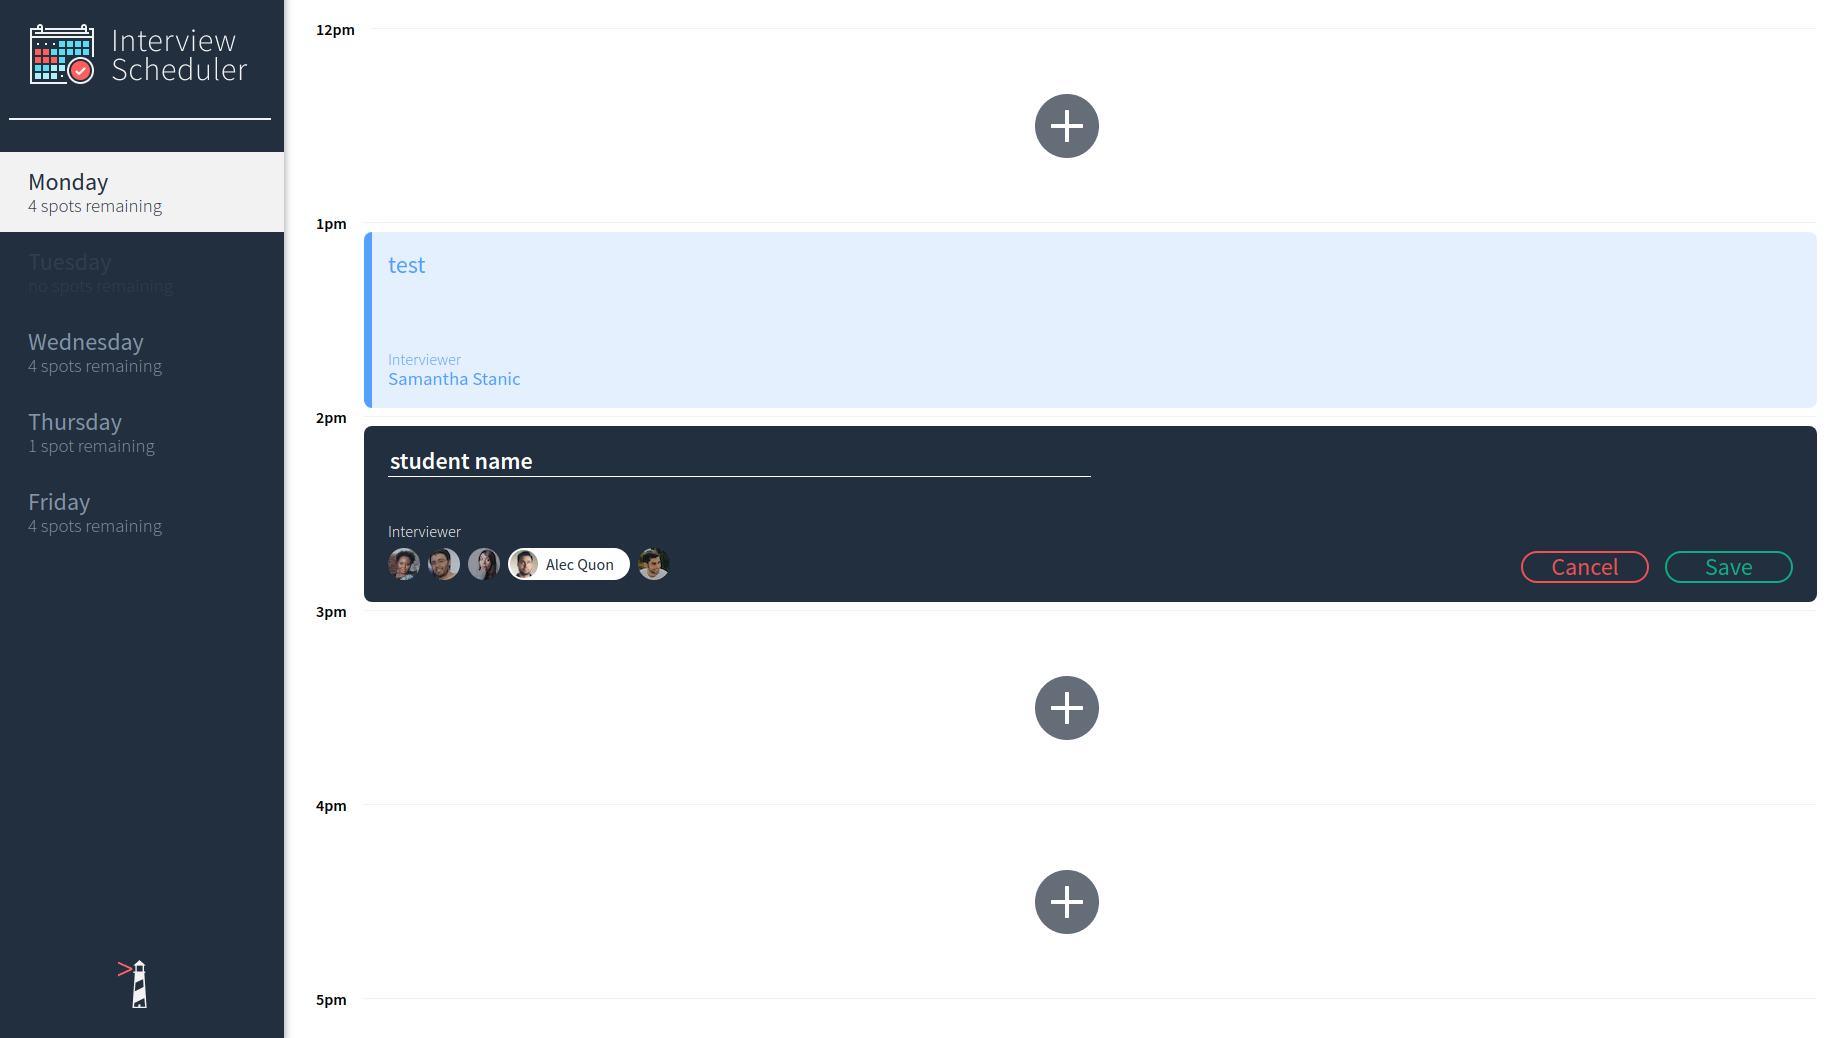 Interview
Scheduler
Monday
4 spots remaining
Tuesday
no spots remaining
Wednesday
4 spots remaining
Thursday
1 spot remaining
Friday
4 spots remaining
12pm
1pm
test
Interviewer
Samantha Stanic
2pm
student name
Interviewer
Alec Quon
Cancel
Save
3pm
4pm
5pm